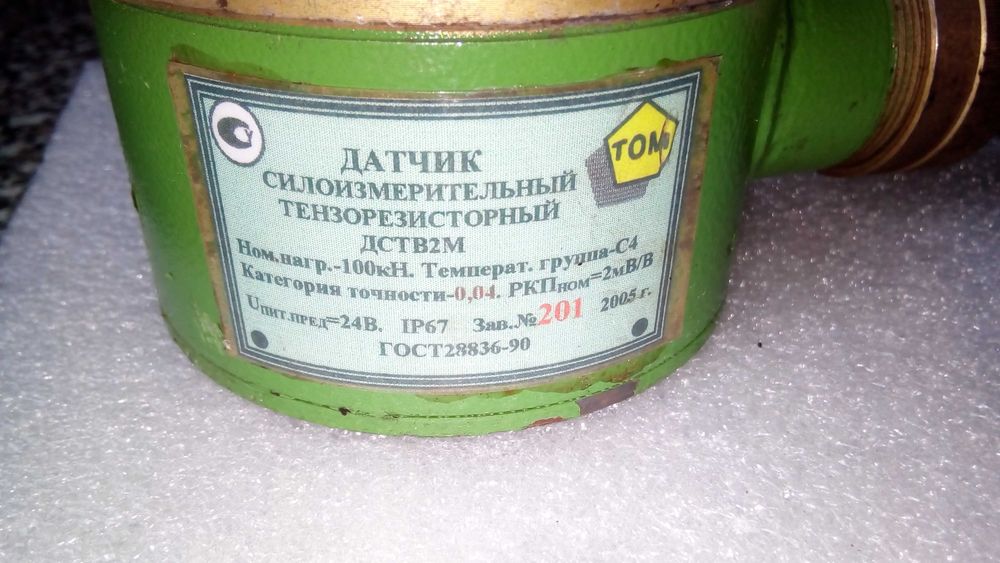 ТОМ
ДАТЧИК
СИЛОИЗМЕРИТЕЛЬНЫЙ
ТЕНЗОРЕЗИСТОРНЫЙ
ДСТВ2М
Ном.нагр.-100кН. Температ. группа-С4
Категория точности-0,04. РКПном=2мВ/В
Uпит.пред=24В. IP67 Зав.№201 2005 г.
ГОСТ28836-90